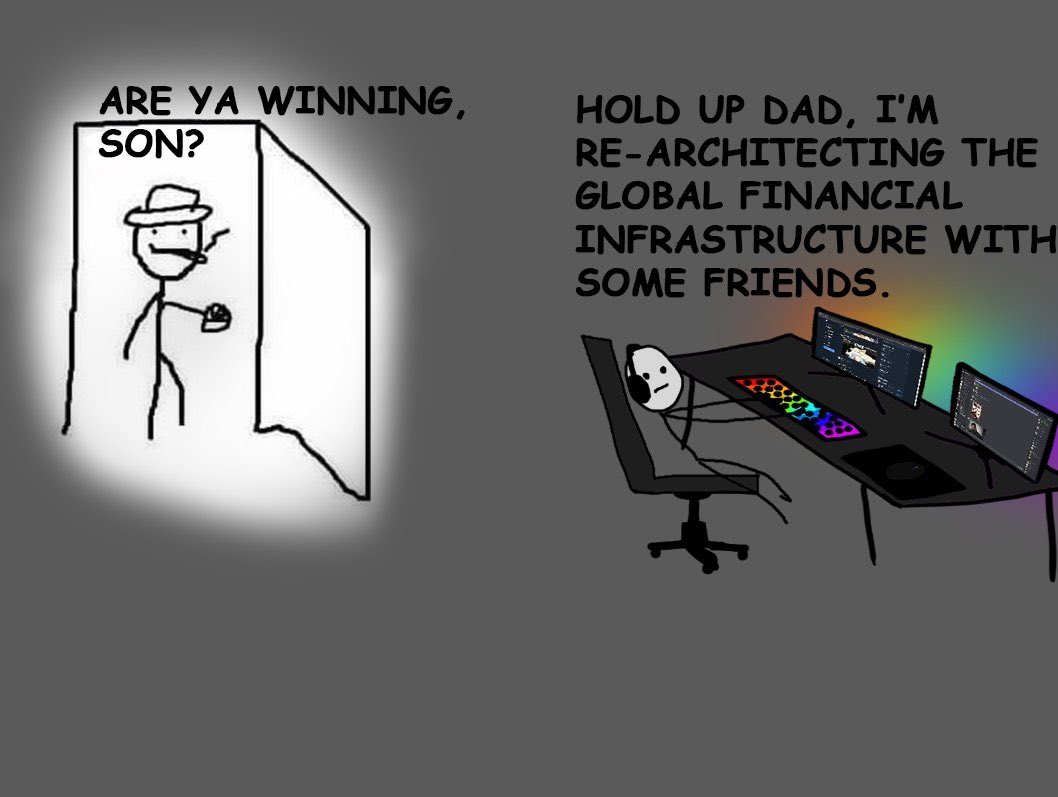 ARE YA WINNING,
SON?
HOLD UP DAD, I'M
RE-ARCHITECTING THE
GLOBAL FINANCIAL
INFRASTRUCTURE WITH
SOME FRIENDS.